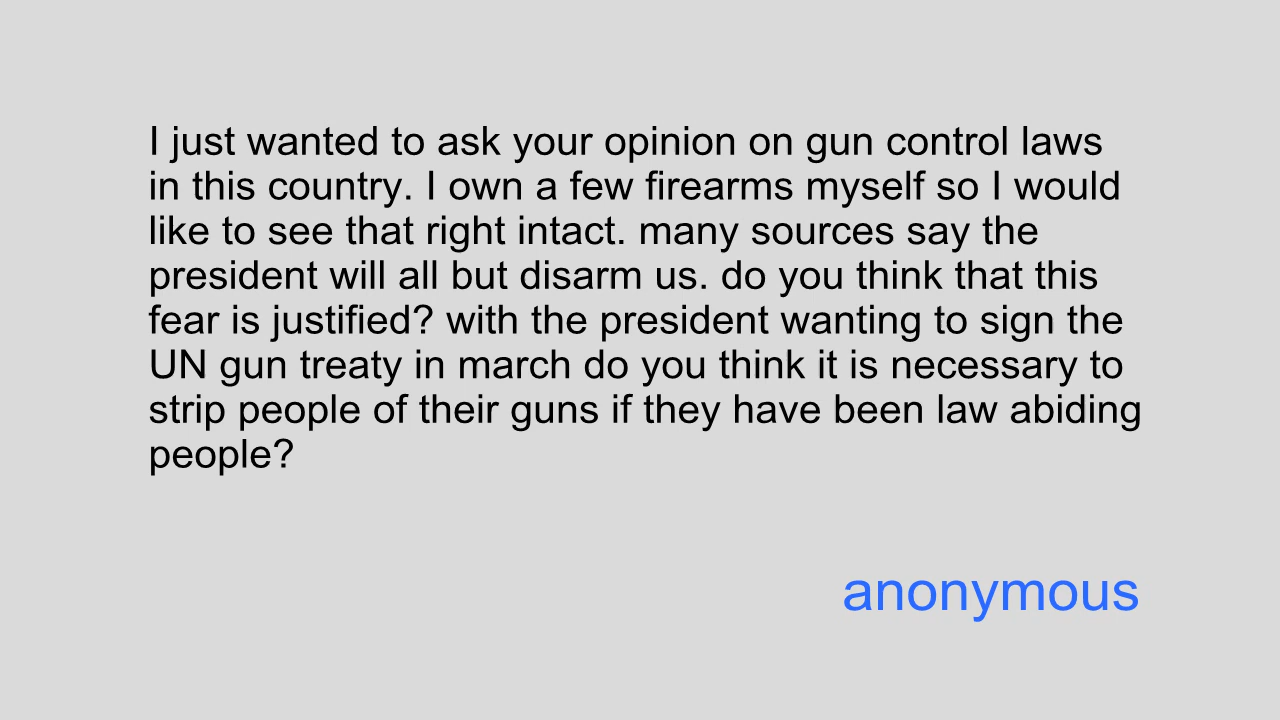 I just wanted to ask your opinion on gun control laws
in this country. I own a few firearms myself so I would
like to see that right intact. many sources say the
president will all but disarm us. do you think that this
fear is justified? with the president wanting to sign the
UN gun treaty in march do you think it is necessary to
strip people of their guns if they have been law abiding
people?
anonymous